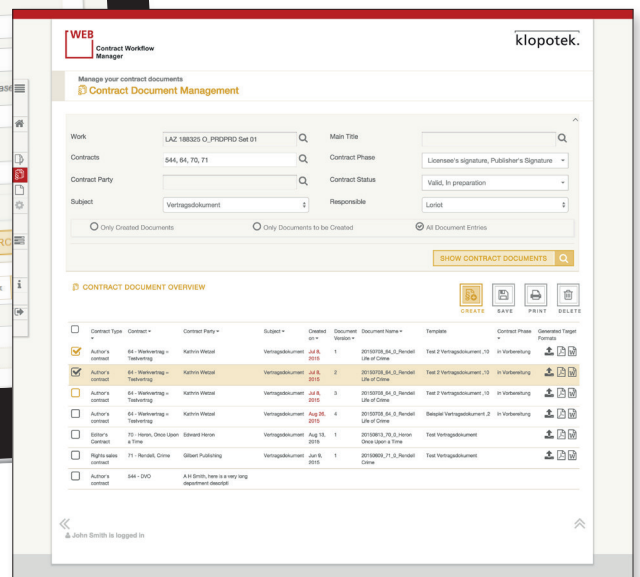 WEB
Contract Workflow
Manager
klopotek.
Manage your contract documents
Contract Document Management
Work LAZ 188325 O_PRDPRD Set 01 Main Title
Contracts 544, 64, 70, 71 Contract Phase Licensee's signature, Publisher's Signature
Contract Party Contract Status Valid, In preparation
Subject Vertragsdokument Responsible Loriot
Only Created Documents Only Documents to be Created All Document Entries
SHOW CONTRACT DOCUMENTS
CONTRACT DOCUMENT OVERVIEW
CREATE SAVE PRINT DELETE
Contract Type Contract Contract Party Subject Created Document Document Name Template Contract Phase Generated Target
on Version Formats
Author's 64 - Werkvertrag = Kathrin Wetzel Vertragsdokument Jul 8, 1 20150708_64_0_Rendell Test 2 Vertragsdokument_10 In Vorbereitung
contract Testvertrag 2015 Life of Crime
Author's 64 - Werkvertrag = Kathrin Wetzel Vertragsdokument Jul 8, 2 20150708_64_0_Rendell Test 2 Vertragsdokument_10 In Vorbereitung
contract Testvertrag 2015 Life of Crime
Author's 64 - Werkvertrag = Kathrin Wetzel Vertragsdokument Jul 8, 3 20150708_64_0_Rendell Test 2 Vertragsdokument_10 In Vorbereitung
contract Testvertrag 2015 Life of Crime
Author's 64 - Werkvertrag = Kathrin Wetzel Vertragsdokument Aug 26, 4 20150708_64_0_Rendell Beispiel Vertragsdokument_2 In Vorbereitung
contract Testvertrag 2015 Life of Crime
Editor's 70 - Heron, Once Upon Edward Heron Vertragsdokument Aug 13, 1 20150813_70_0_Heron Test Vertragsdokument
Contract a Time 2015 Once Upon a Time
Rights sales 71 - Rendell, Crime Gilbert Publishing Vertragsdokument Jun 9, 1 20150609_71_0_Rendell Test Vertragsdokument
contract 2015 Crime
Author's 544 - DVO A H Smith, here is a very long
contract department descripti
John Smith is logged in